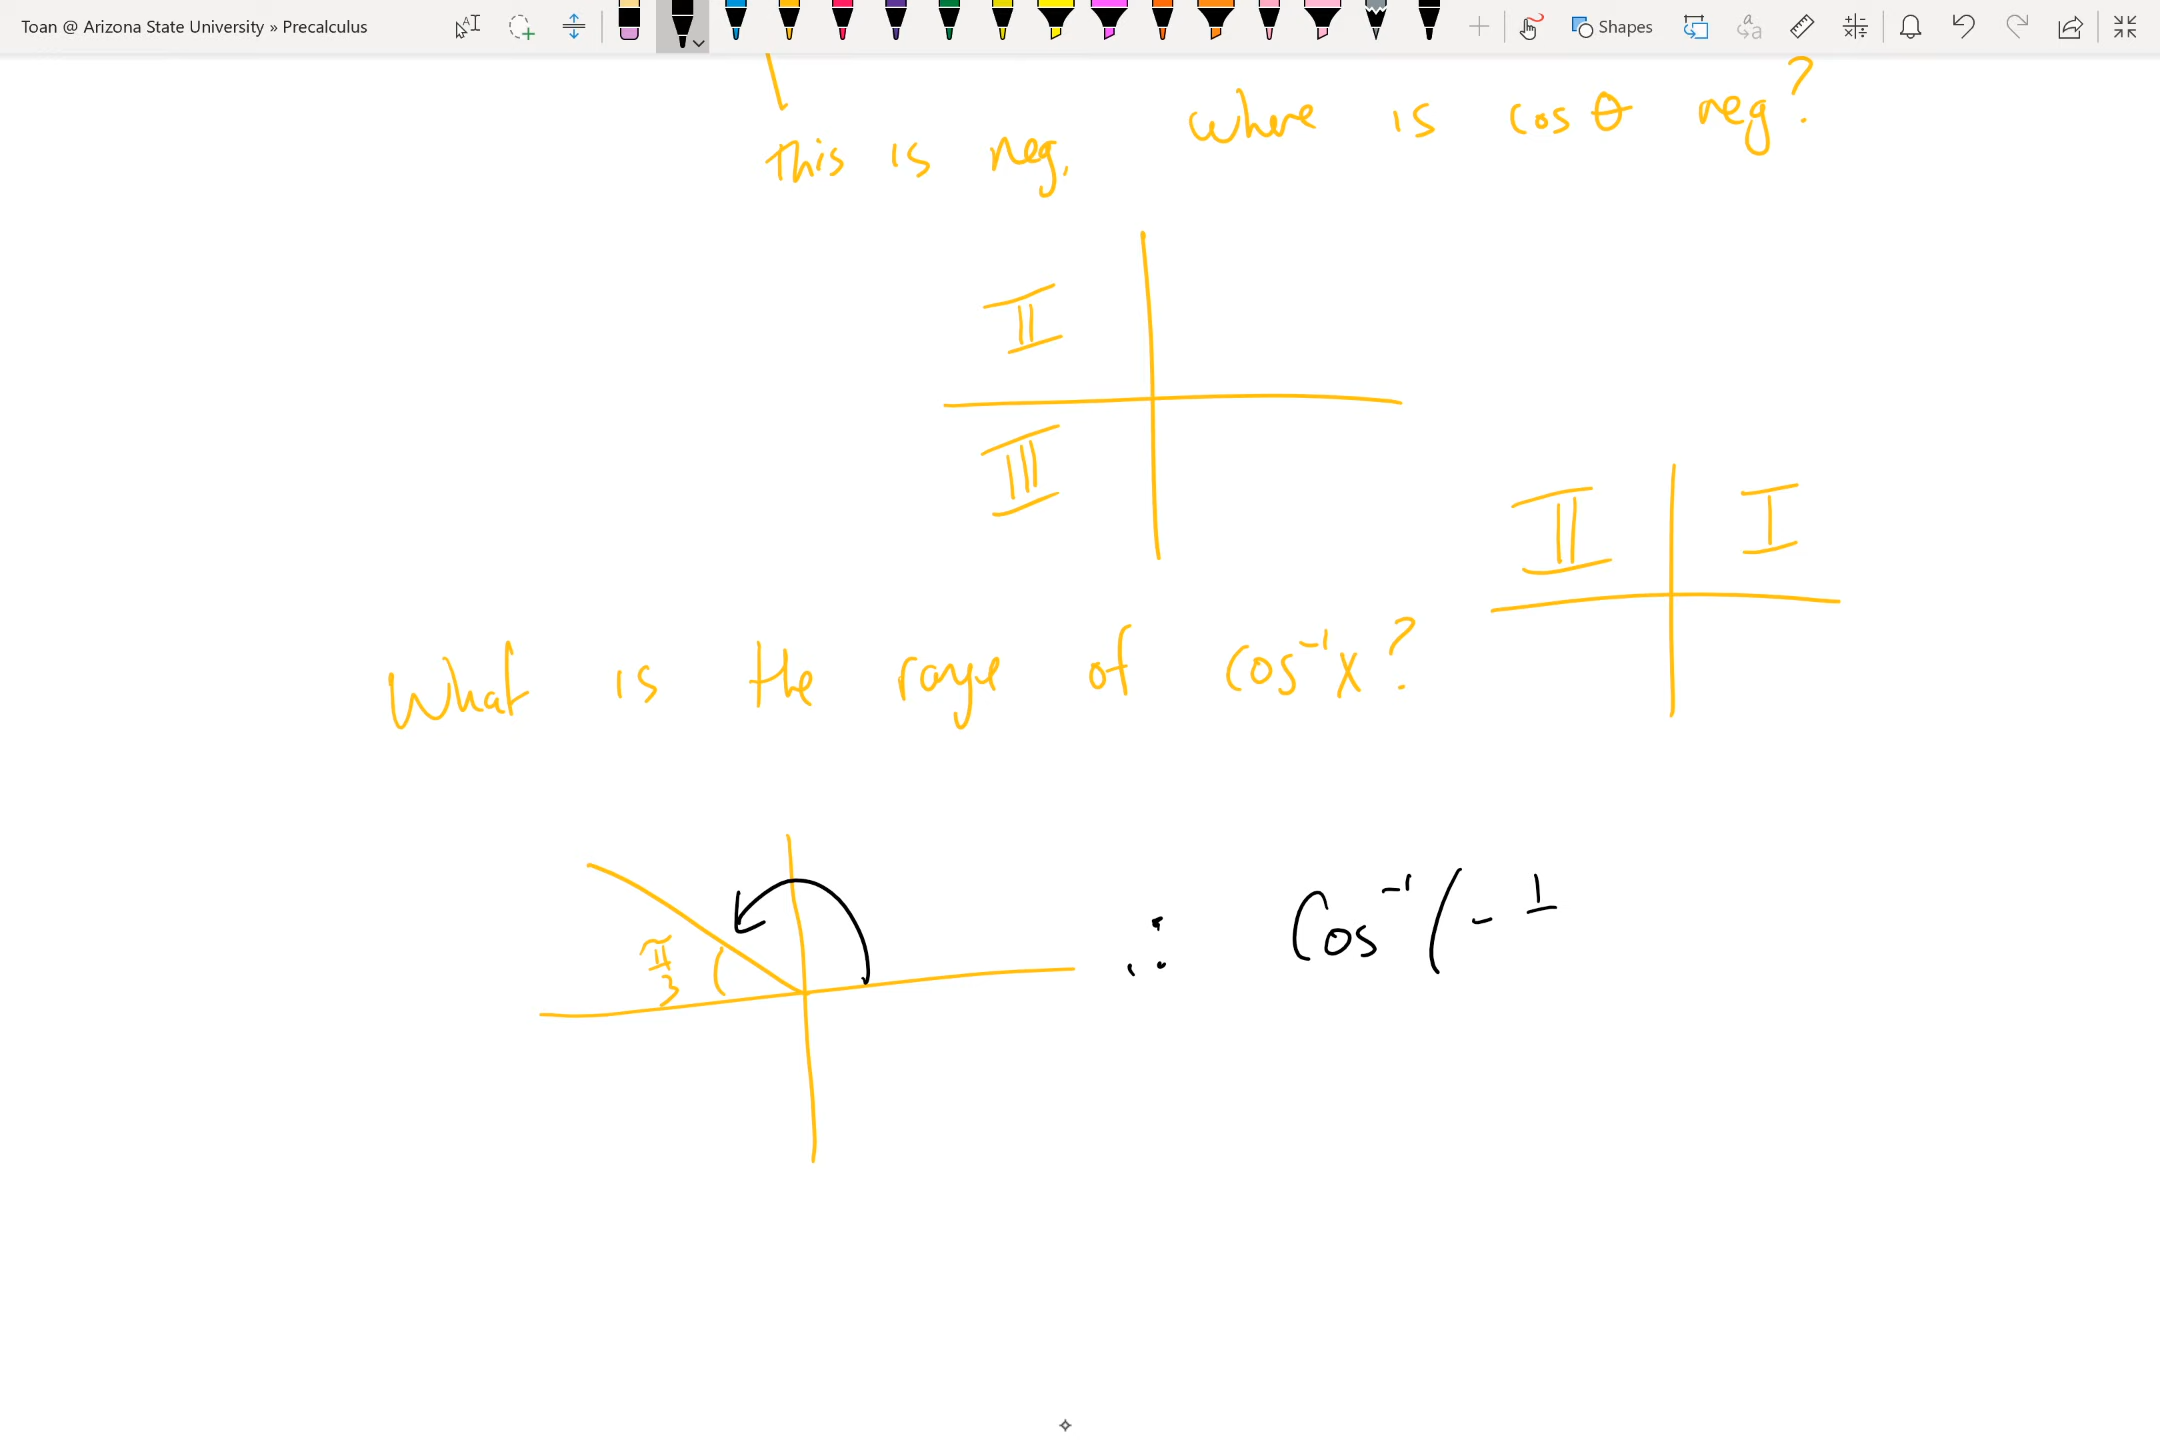 Toan @ Arizona State University » Precalculus
Shapes
this is neg.
where is cos θ neg?
II
III
II
I
What is the range of cos⁻¹x?
π/3
∴ Cos⁻¹(- 1